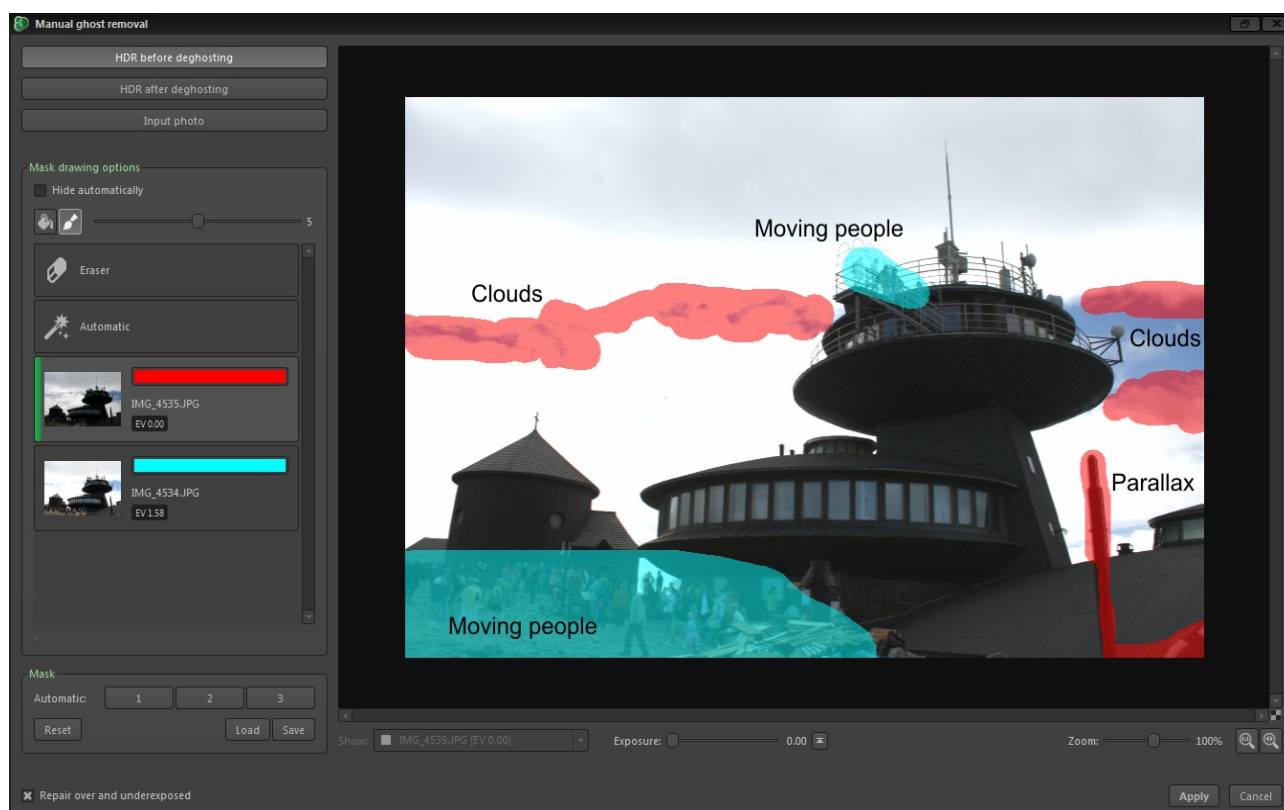 Manual ghost removal
HDR before deghosting
HDR after deghosting
Input photo
Mask drawing options
Hide automatically
5
Eraser
Automatic
IMG_4535.JPG
EV 0.00
IMG_4534.JPG
EV 1.58
Mask
Automatic: 1 2 3
Reset Load Save
Repair over and underexposed
Moving people
Clouds
Clouds
Parallax
Moving people
Show: IMG_4535.JPG [EV 0.00] Exposure: 0.00 Zoom: 100%
Apply Cancel